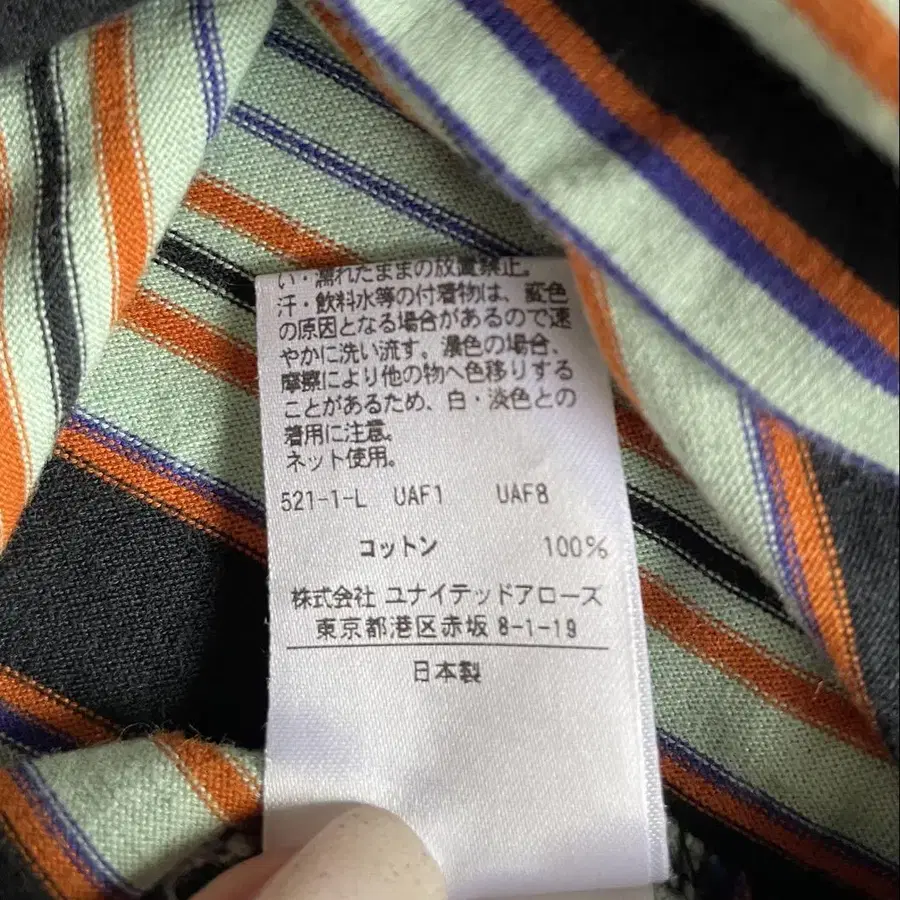 い・濡れたままの放置禁止。
汗・飲料水等の付着物は、変色
の原因となる場合があるので速
やかに洗い流す。濃色の場合、
摩擦により他の物へ色移りする
ことがあるため、白・淡色との
着用に注意。
ネット使用。
521-1-L UAF1 UAF8
コットン 100%
株式会社 ユナイテッドアローズ
東京都港区赤坂 8-1-19
日本製